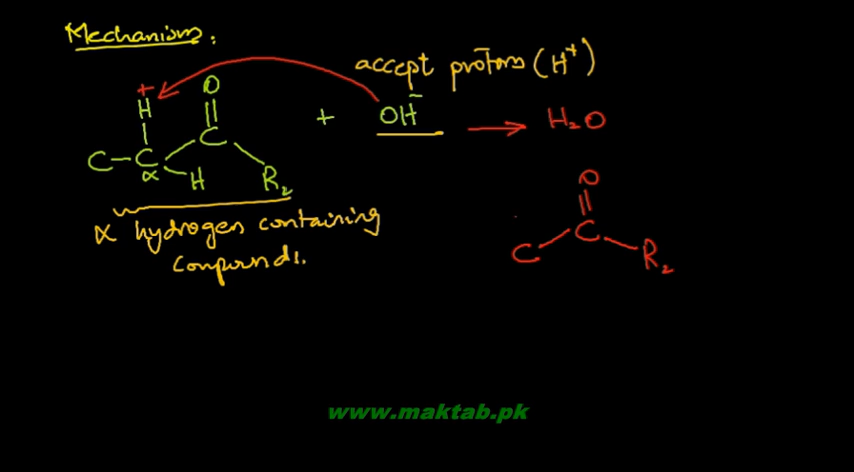 Mechanism:
accept protons (H⁺)
+
H
O
||
C-C
α
C
H
R₂
+
OH⁻
→ H₂O
α hydrogen containing
compounds.
O
||
C
C
R₂
www.maktab.pk